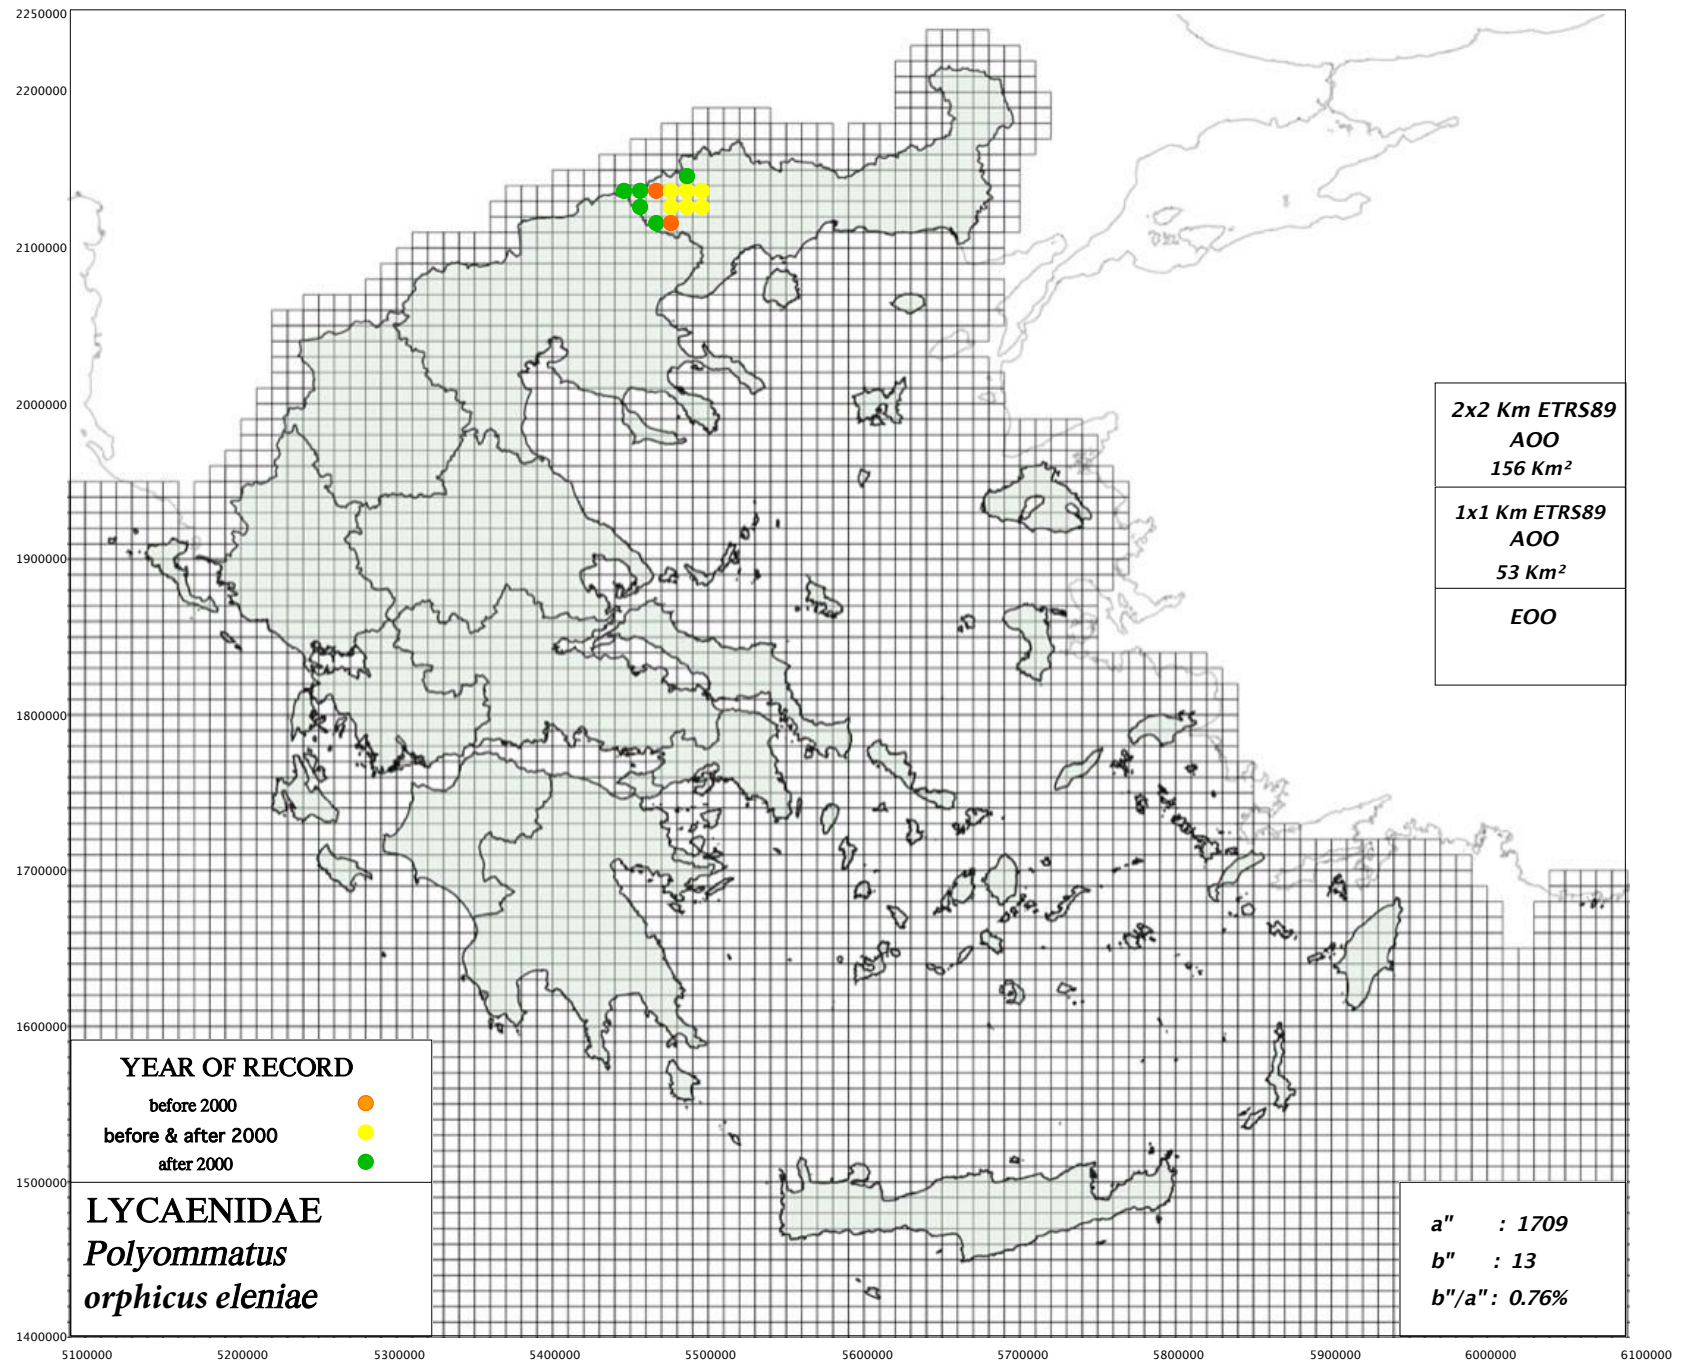 2250000
2200000
2100000
2000000
1900000
1800000
1700000
1600000
1500000
1400000
5100000 5200000 5300000 5400000 5500000 5600000 5700000 5800000 5900000 6000000 6100000
2x2 Km ETRS89
AOO
156 Km²
1x1 Km ETRS89
AOO
53 Km²
EOO
YEAR OF RECORD
before 2000
before & after 2000
after 2000
LYCAENIDAE
Polyommatus
orphicus eleniae
a" : 1709
b" : 13
b"/a" : 0.76%